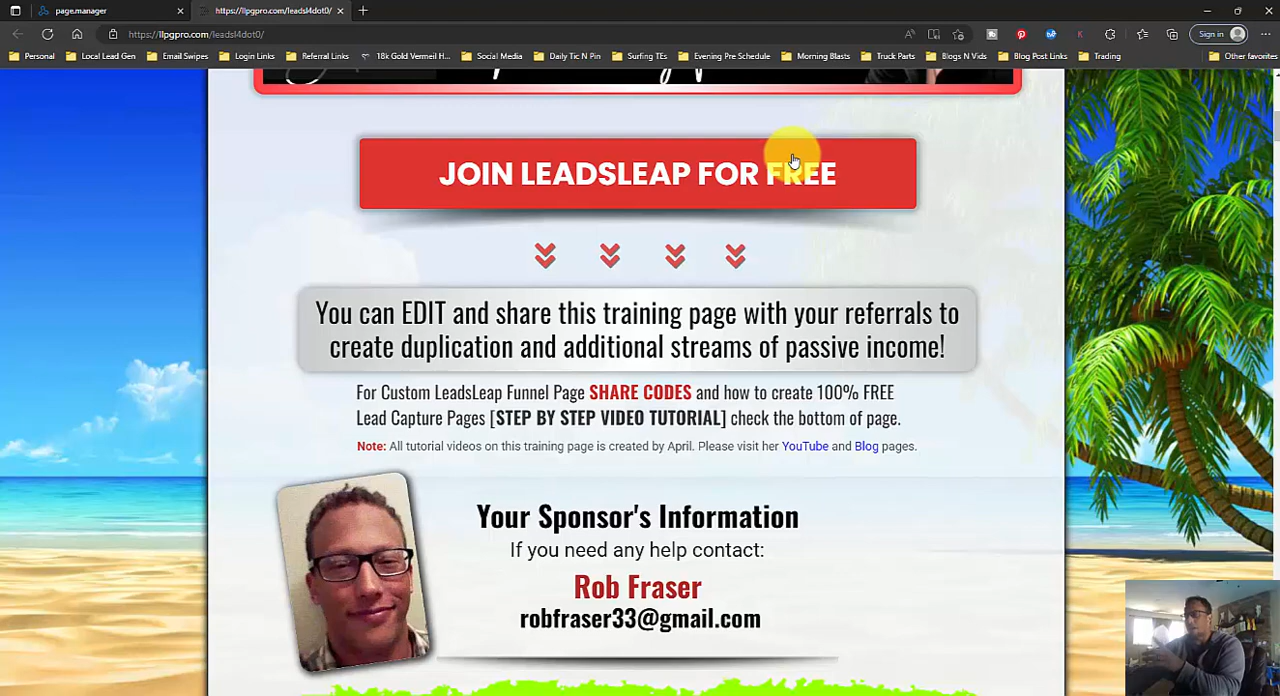 page.manager
https://llpgpro.com/leadsl4dot0/
https://llpgpro.com/leadsl4dot0/
Sign in
Personal
Local Lead Gen
Email Swipes
Login Links
Referral Links
18k Gold Vermeil H...
Social Media
Daily Tic N Pin
Surfing TEs
Evening Pre Schedule
Morning Blasts
Truck Parts
Blogs N Vids
Blog Post Links
Trading
Other favorites
JOIN LEADSLEAP FOR FREE
You can EDIT and share this training page with your referrals to
create duplication and additional streams of passive income!
For Custom LeadsLeap Funnel Page SHARE CODES and how to create 100% FREE
Lead Capture Pages [STEP BY STEP VIDEO TUTORIAL] check the bottom of page.
Note: All tutorial videos on this training page is created by April. Please visit her YouTube and Blog pages.
Your Sponsor's Information
If you need any help contact:
Rob Fraser
robfraser33@gmail.com